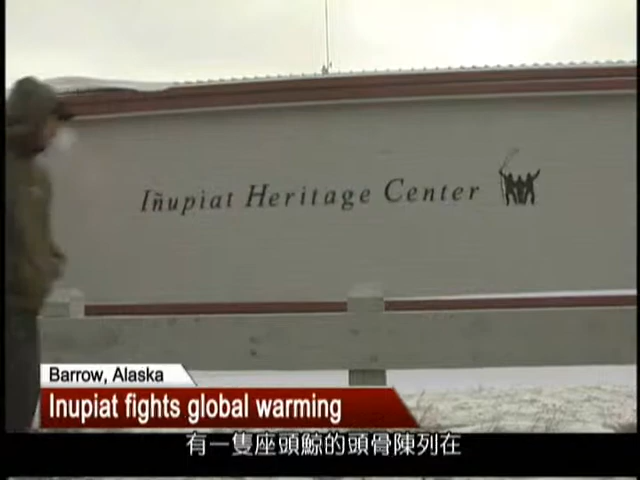 Iñupiat Heritage Center
Barrow, Alaska
Inupiat fights global warming
有一隻座頭鯨的頭骨陳列在